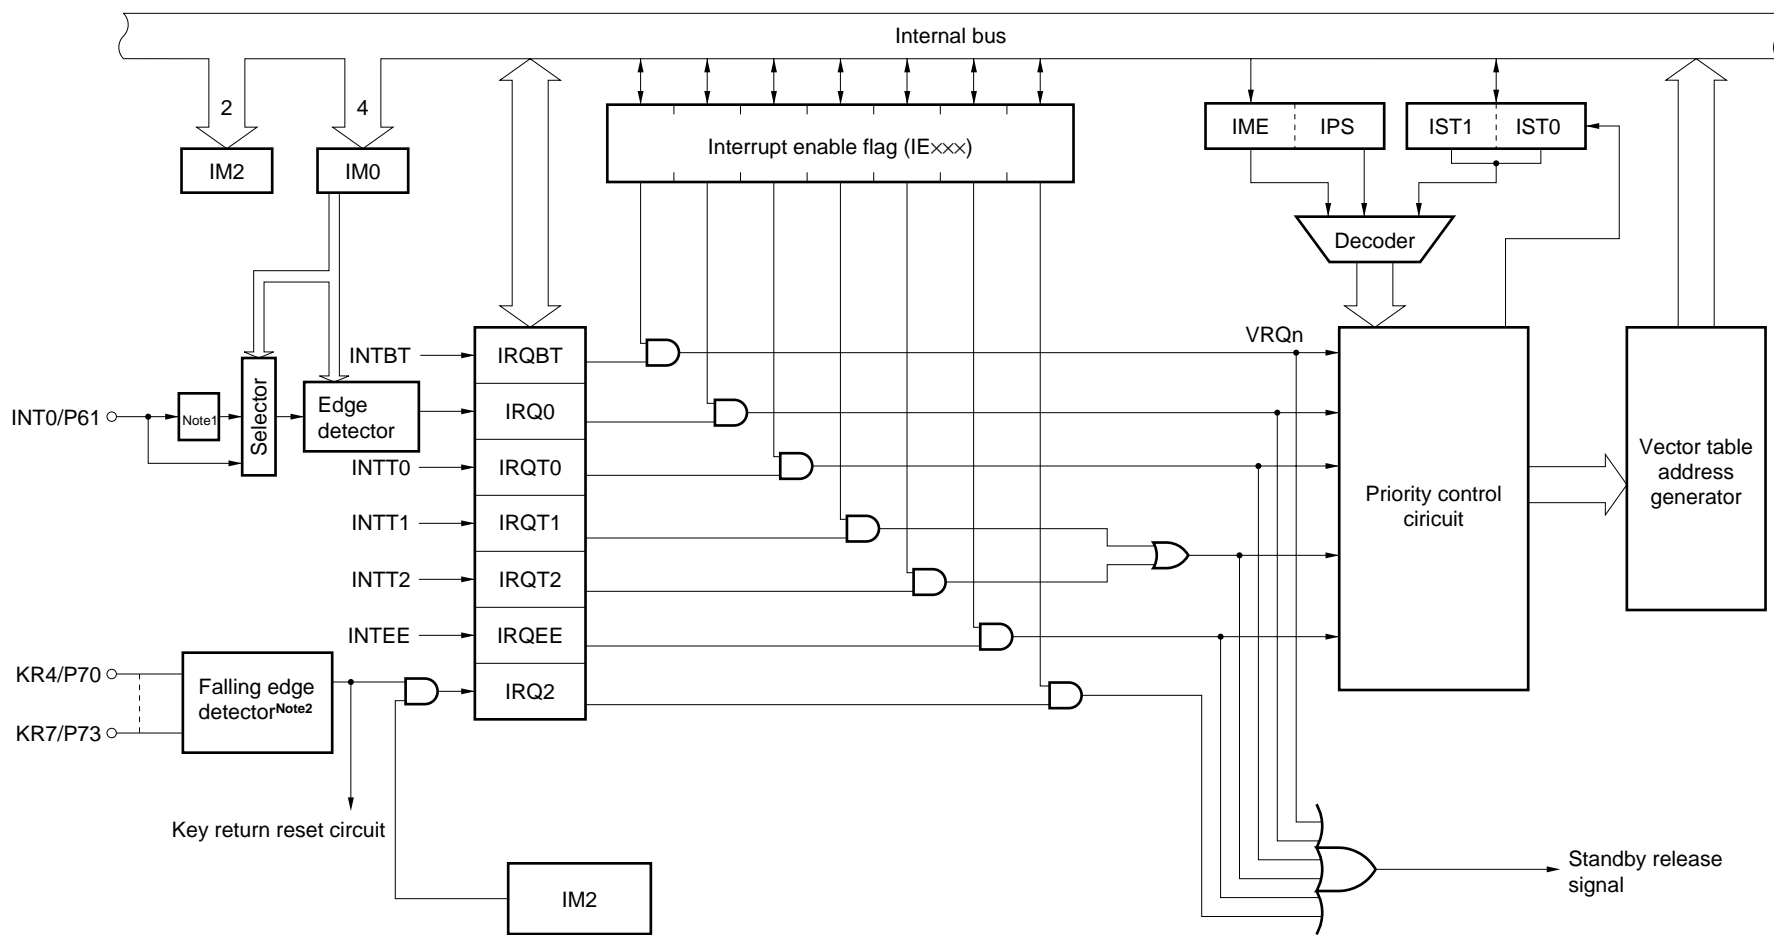 Internal bus
2
4
IM2
IM0
Interrupt enable flag (IE×××)
IME
IPS
IST1
IST0
Decoder
INTBT
IRQBT
VRQn
INT0/P61
Note1
Selector
Edge
detector
IRQ0
INTT0
IRQT0
INTT1
IRQT1
INTT2
IRQT2
INTEE
IRQEE
IRQ2
Priority control
ciricuit
Vector table
address
generator
KR4/P70
KR7/P73
Falling edge
detectorNote2
Key return reset circuit
IM2
Standby release
signal